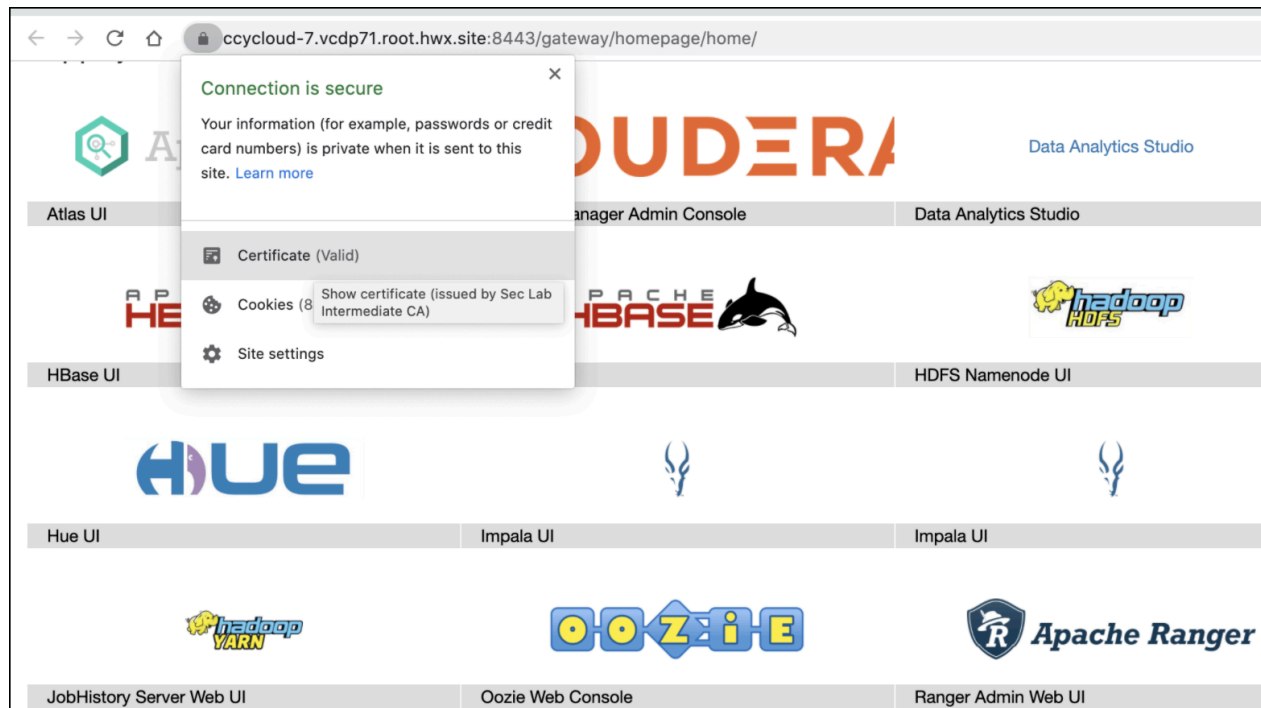 ccycloud-7.vcdp71.root.hwx.site:8443/gateway/homepage/home/
Connection is secure
Your information (for example, passwords or credit
card numbers) is private when it is sent to this
site. Learn more
Certificate (Valid)
Show certificate (issued by Sec Lab
Intermediate CA)
Cookies (8
Site settings
OUDERA
Data Analytics Studio
Atlas UI
anager Admin Console
Data Analytics Studio
AP
HE
PACHE
HBASE
hadoop
HDFS
HBase UI
HDFS Namenode UI
HUE
Hue UI
Impala UI
Impala UI
hadoop
YARN
OOZiE
R
Apache Ranger
JobHistory Server Web UI
Oozie Web Console
Ranger Admin Web UI